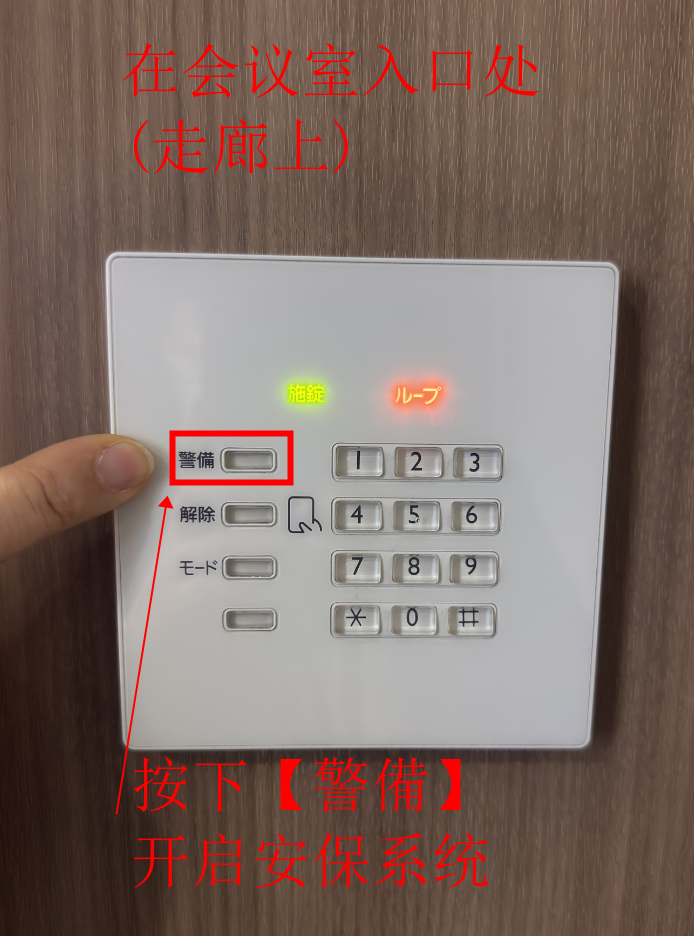 在会议室入口处
(走廊上)
施錠 ループ
警備 1 2 3
解除 4 5 6
モード 7 8 9
* 0 #
按下【警備】
开启安保系统